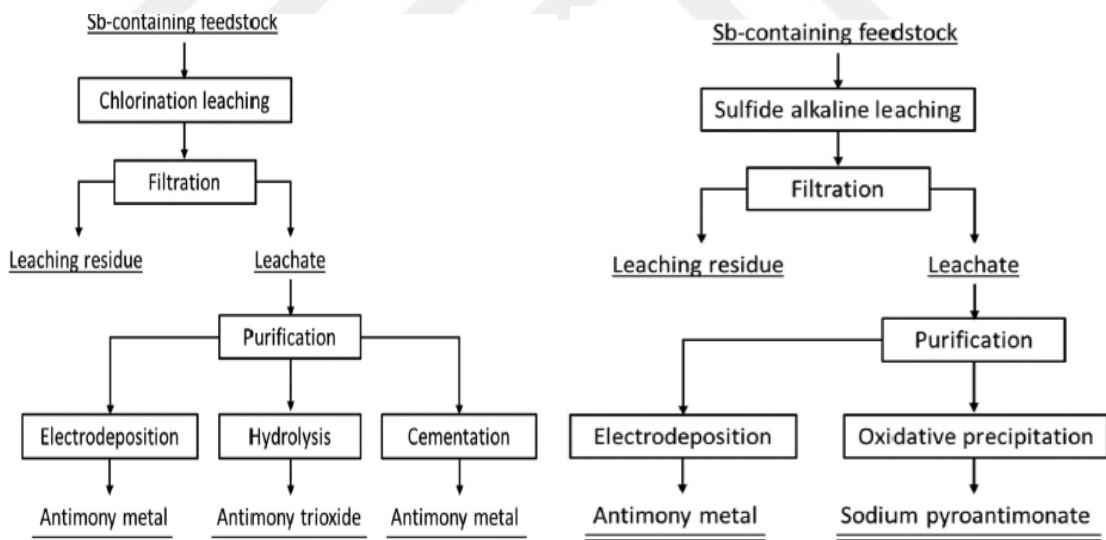 Sb-containing feedstock
Chlorination leaching
Filtration
Leaching residue
Leachate
Purification
Electrodeposition
Hydrolysis
Cementation
Antimony metal
Antimony trioxide
Antimony metal
Sb-containing feedstock
Sulfide alkaline leaching
Filtration
Leaching residue
Leachate
Purification
Electrodeposition
Oxidative precipitation
Antimony metal
Sodium pyroantimonate